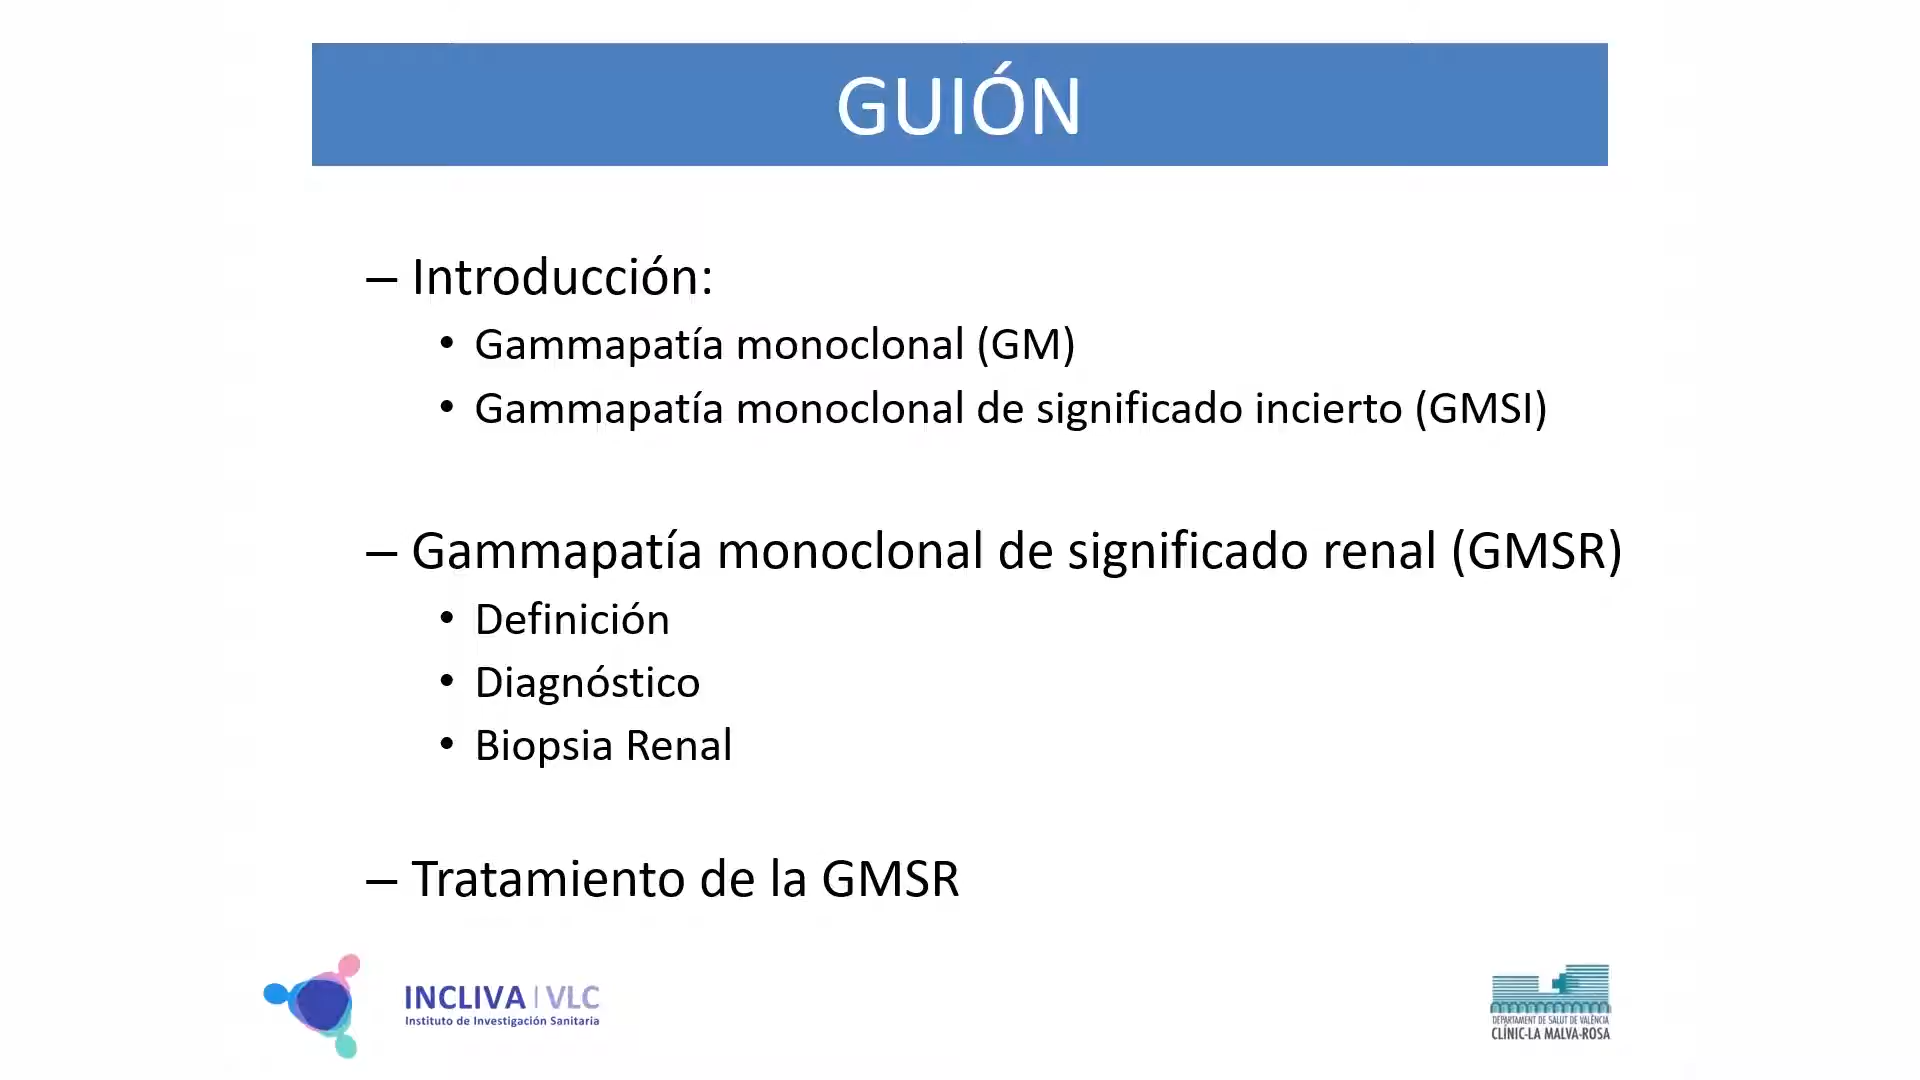 GUIÓN
– Introducción:
• Gammapatía monoclonal (GM)
• Gammapatía monoclonal de significado incierto (GMSI)
– Gammapatía monoclonal de significado renal (GMSR)
• Definición
• Diagnóstico
• Biopsia Renal
– Tratamiento de la GMSR
INCLIVA | VLC
Instituto de Investigación Sanitaria
DEPARTAMENT DE SALUT DE VALÈNCIA
CLÍNIC-LA MALVA-ROSA